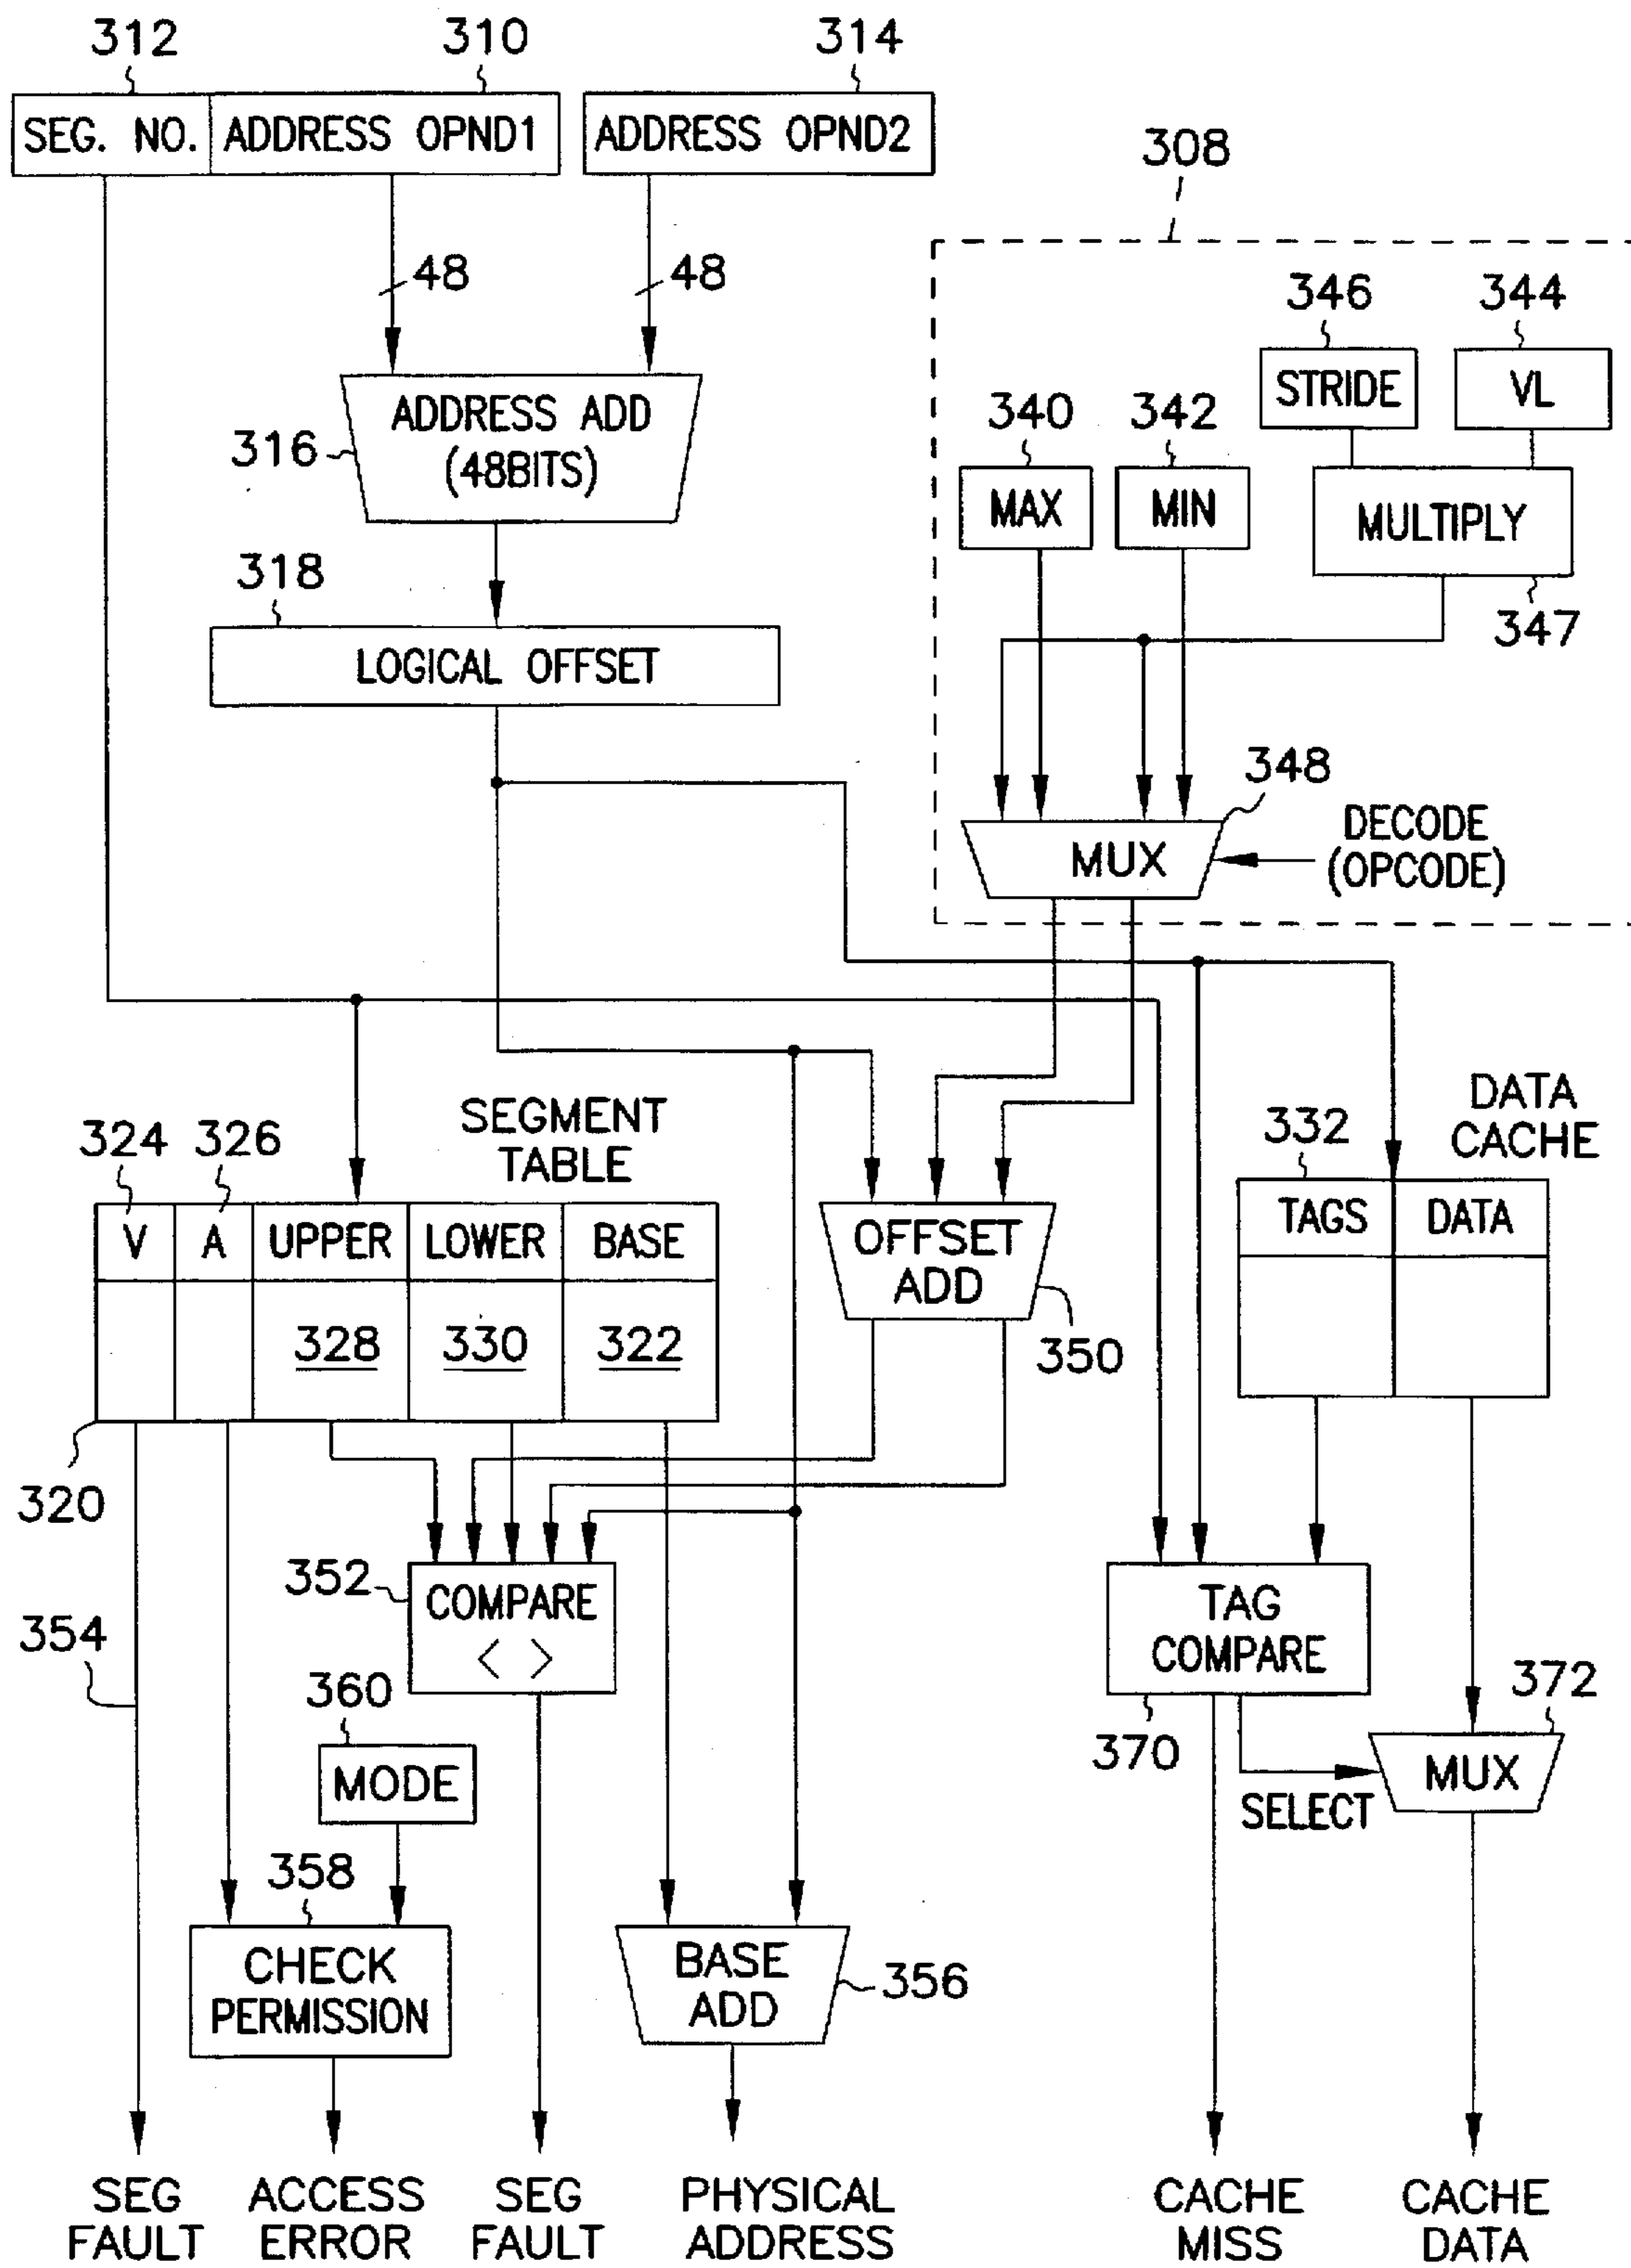 312
310
314
SEG. NO.
ADDRESS OPND1
ADDRESS OPND2
308
48
48
346
344
STRIDE
VL
340
342
ADDRESS ADD
(48BITS)
316
MAX
MIN
MULTIPLY
347
318
LOGICAL OFFSET
348
MUX
DECODE
(OPCODE)
SEGMENT
TABLE
324
326
332
DATA
CACHE
V
A
UPPER
LOWER
BASE
OFFSET
ADD
TAGS
DATA
328
330
322
350
320
352
COMPARE
< >
TAG
COMPARE
354
360
370
372
MODE
MUX
SELECT
358
CHECK
PERMISSION
BASE
ADD
356
SEG
FAULT
ACCESS
ERROR
SEG
FAULT
PHYSICAL
ADDRESS
CACHE
MISS
CACHE
DATA